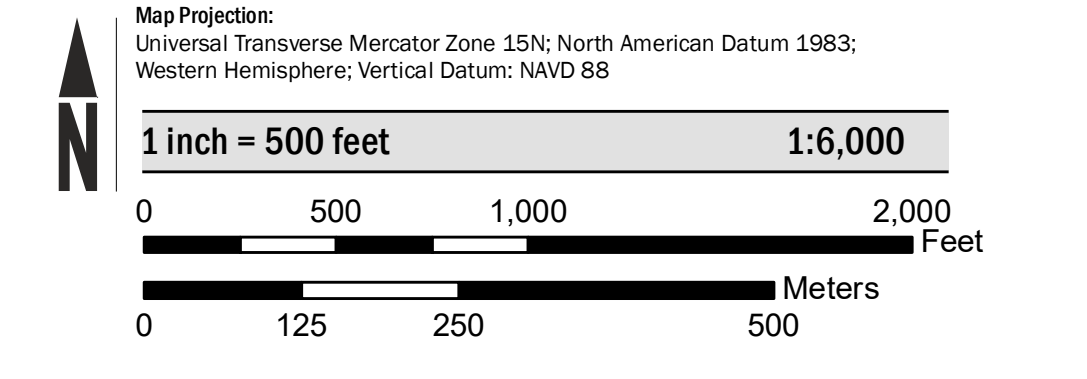 Map Projection:
Universal Transverse Mercator Zone 15N; North American Datum 1983;
Western Hemisphere; Vertical Datum: NAVD 88
N
1 inch = 500 feet 1:6,000
0 500 1,000 2,000
Feet
Meters
0 125 250 500